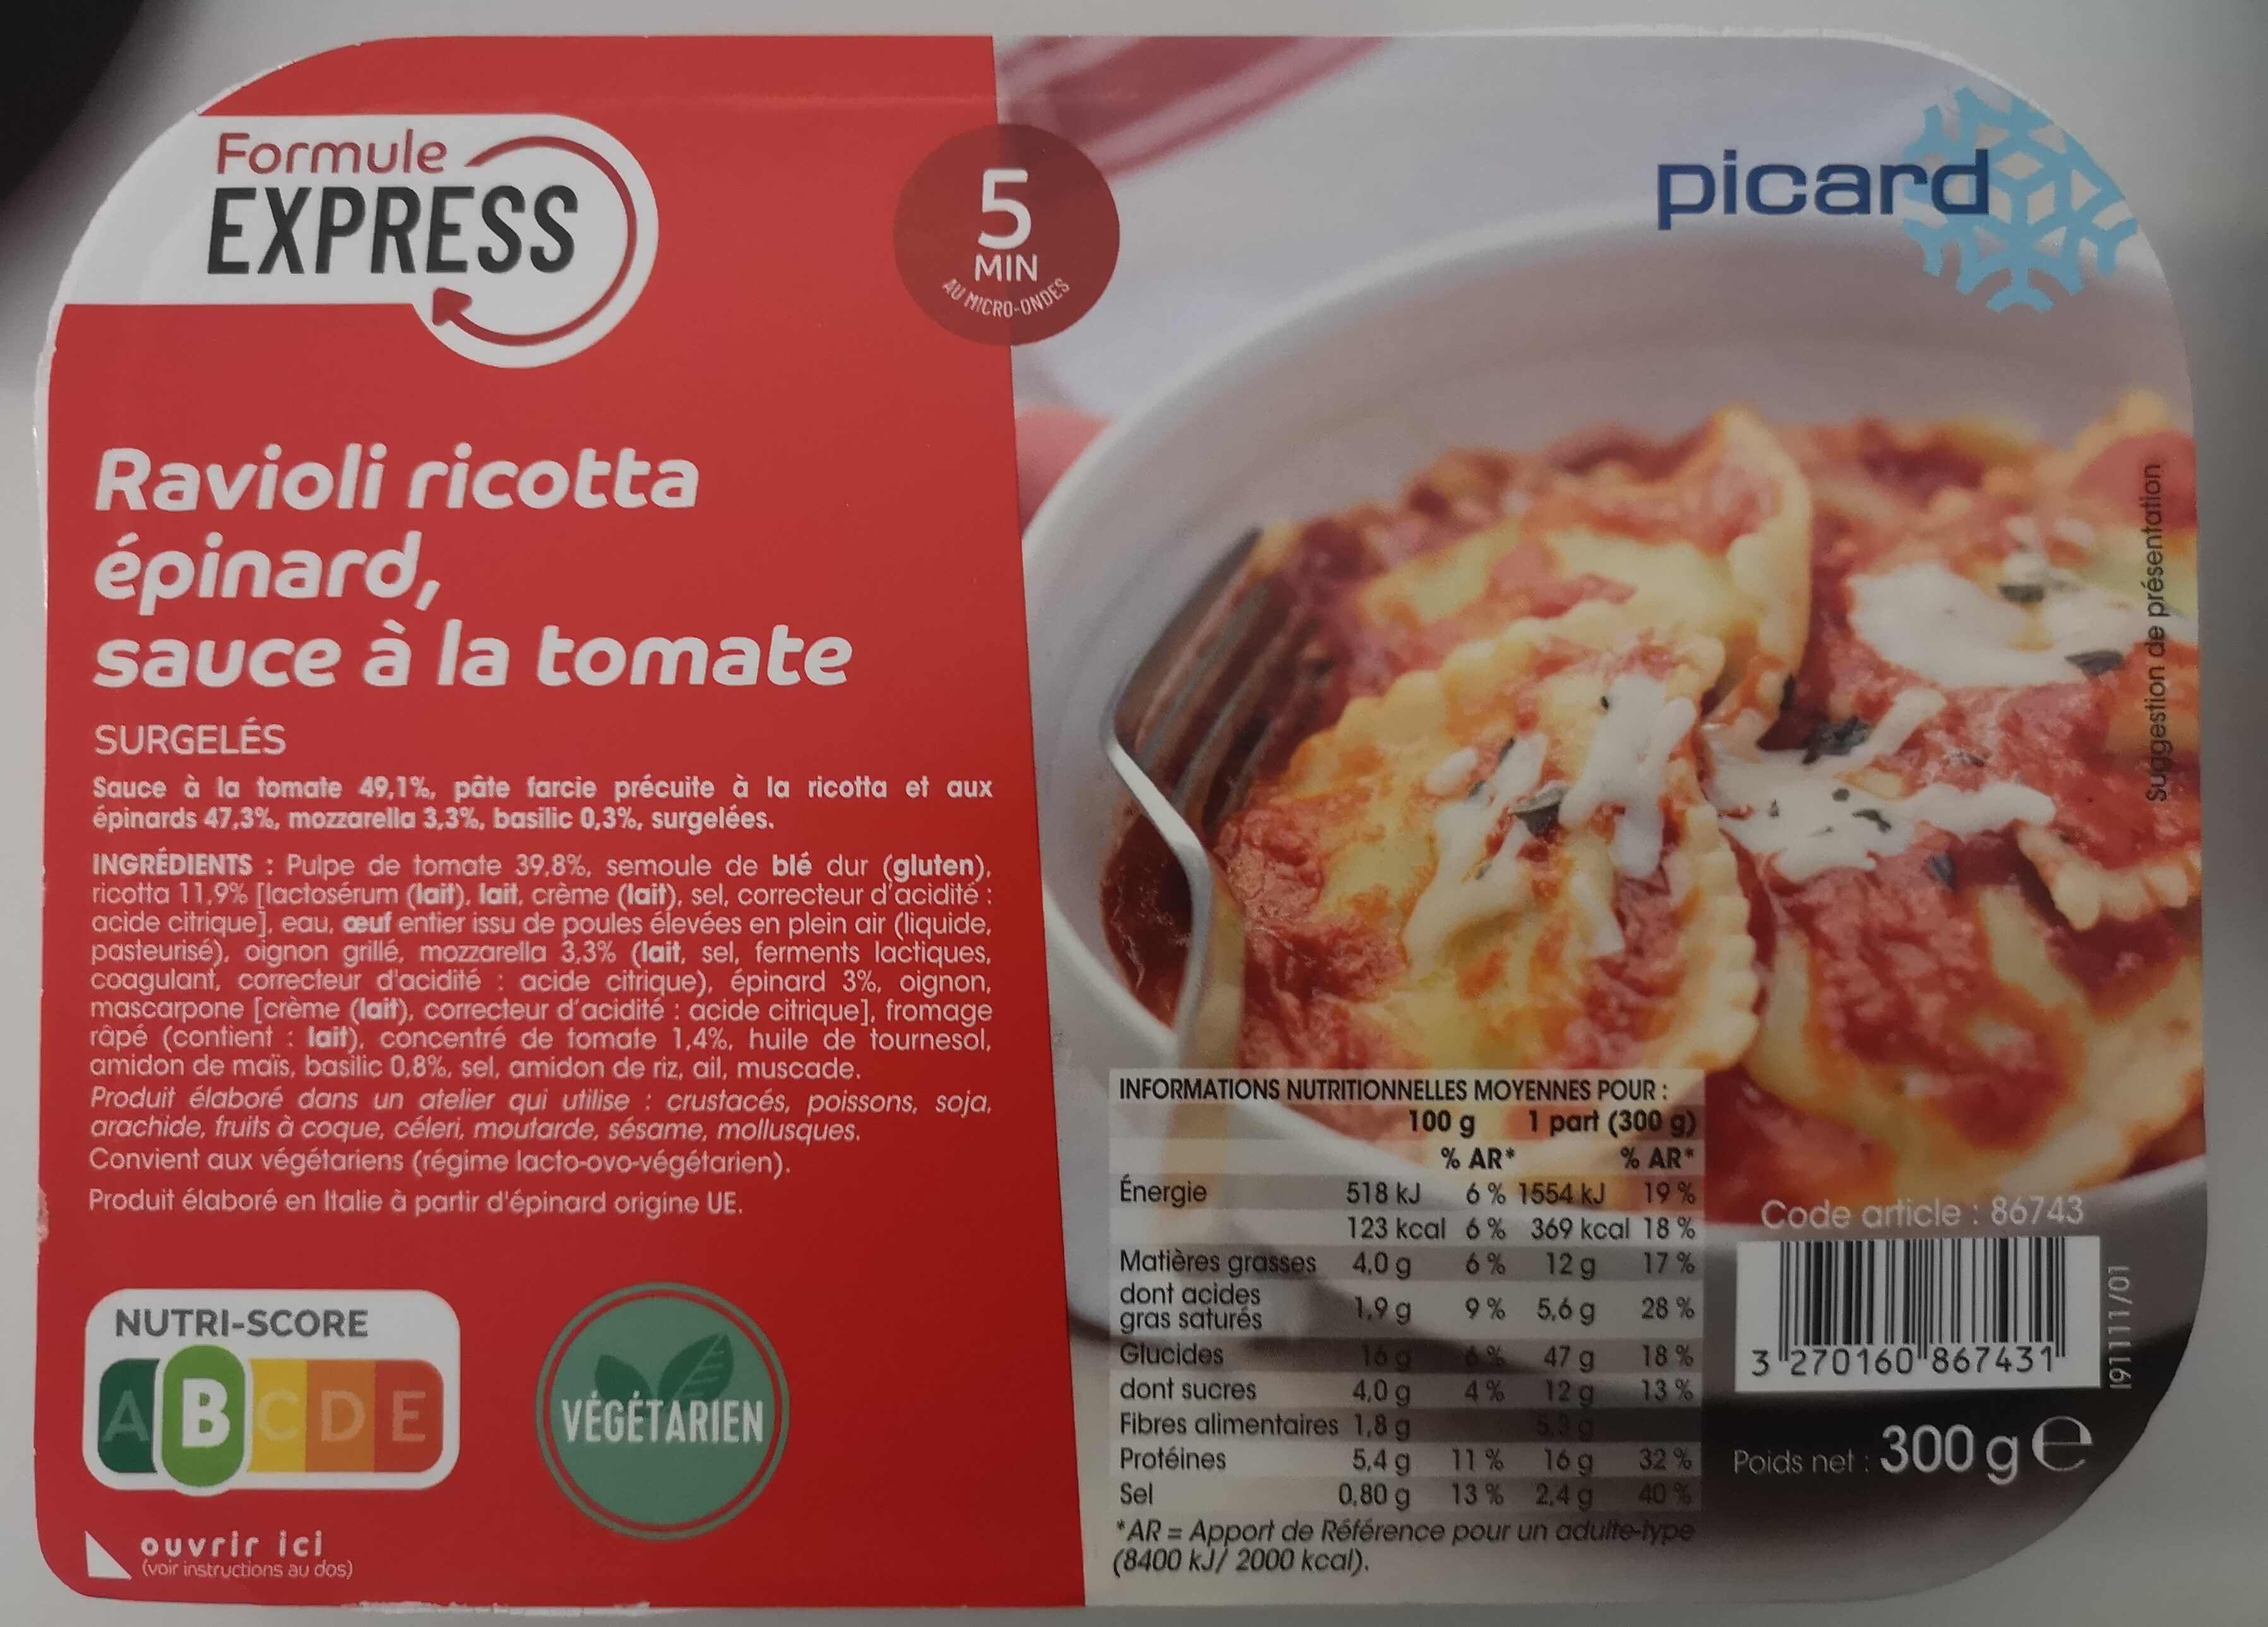 Formule
EXPRESS
5
MIN
AU MICRO-ONDES
picard
Ravioli ricotta
épinard,
sauce à la tomate
SURGELÉS
Sauce à la tomate 49,1%, pâte farcie précuite à la ricotta et aux
épinards 47,3%, mozzarella 3,3%, basilic 0,3%, surgelées.
INGRÉDIENTS : Pulpe de tomate 39,8%, semoule de blé dur (gluten),
ricotta 11,9% [lactosérum (lait), lait, crème (lait), sel, correcteur d'acidité :
acide citrique], eau, œuf entier issu de poules élevées en plein air (liquide,
pasteurisé), oignon grillé, mozzarella 3,3% (lait, sel, ferments lactiques,
coagulant, correcteur d'acidité : acide citrique), épinard 3%, oignon,
mascarpone [crème (lait), correcteur d'acidité : acide citrique], fromage
râpé (contient : lait), concentré de tomate 1,4%, huile de tournesol,
amidon de maïs, basilic 0,8%, sel, amidon de riz, ail, muscade.
Produit élaboré dans un atelier qui utilise : crustacés, poissons, soja,
arachide, fruits à coque, céleri, moutarde, sésame, mollusques.
Convient aux végétariens (régime lacto-ovo-végétarien).
Produit élaboré en Italie à partir d'épinard origine UE.
NUTRI-SCORE
A B C D E
VÉGÉTARIEN
ouvrir ici
(voir instructions au dos)
Suggestion de présentation
INFORMATIONS NUTRITIONNELLES MOYENNES POUR :
100 g 1 part (300 g)
% AR* % AR*
Énergie 518 kJ 6 % 1554 kJ 19 %
123 kcal 6 % 369 kcal 18 %
Matières grasses 4,0 g 6 % 12 g 17 %
dont acides
gras saturés 1,9 g 9 % 5,6 g 28 %
Glucides 16 g 6 % 47 g 18 %
dont sucres 4,0 g 4 % 12 g 13 %
Fibres alimentaires 1,8 g 5,3 g
Protéines 5,4 g 11 % 16 g 32 %
Sel 0,80 g 13 % 2,4 g 40 %
*AR = Apport de Référence pour un adulte-type
(8400 kJ/ 2000 kcal).
Code article : 86743
3 270160 867431
191111/01
Poids net : 300 g e